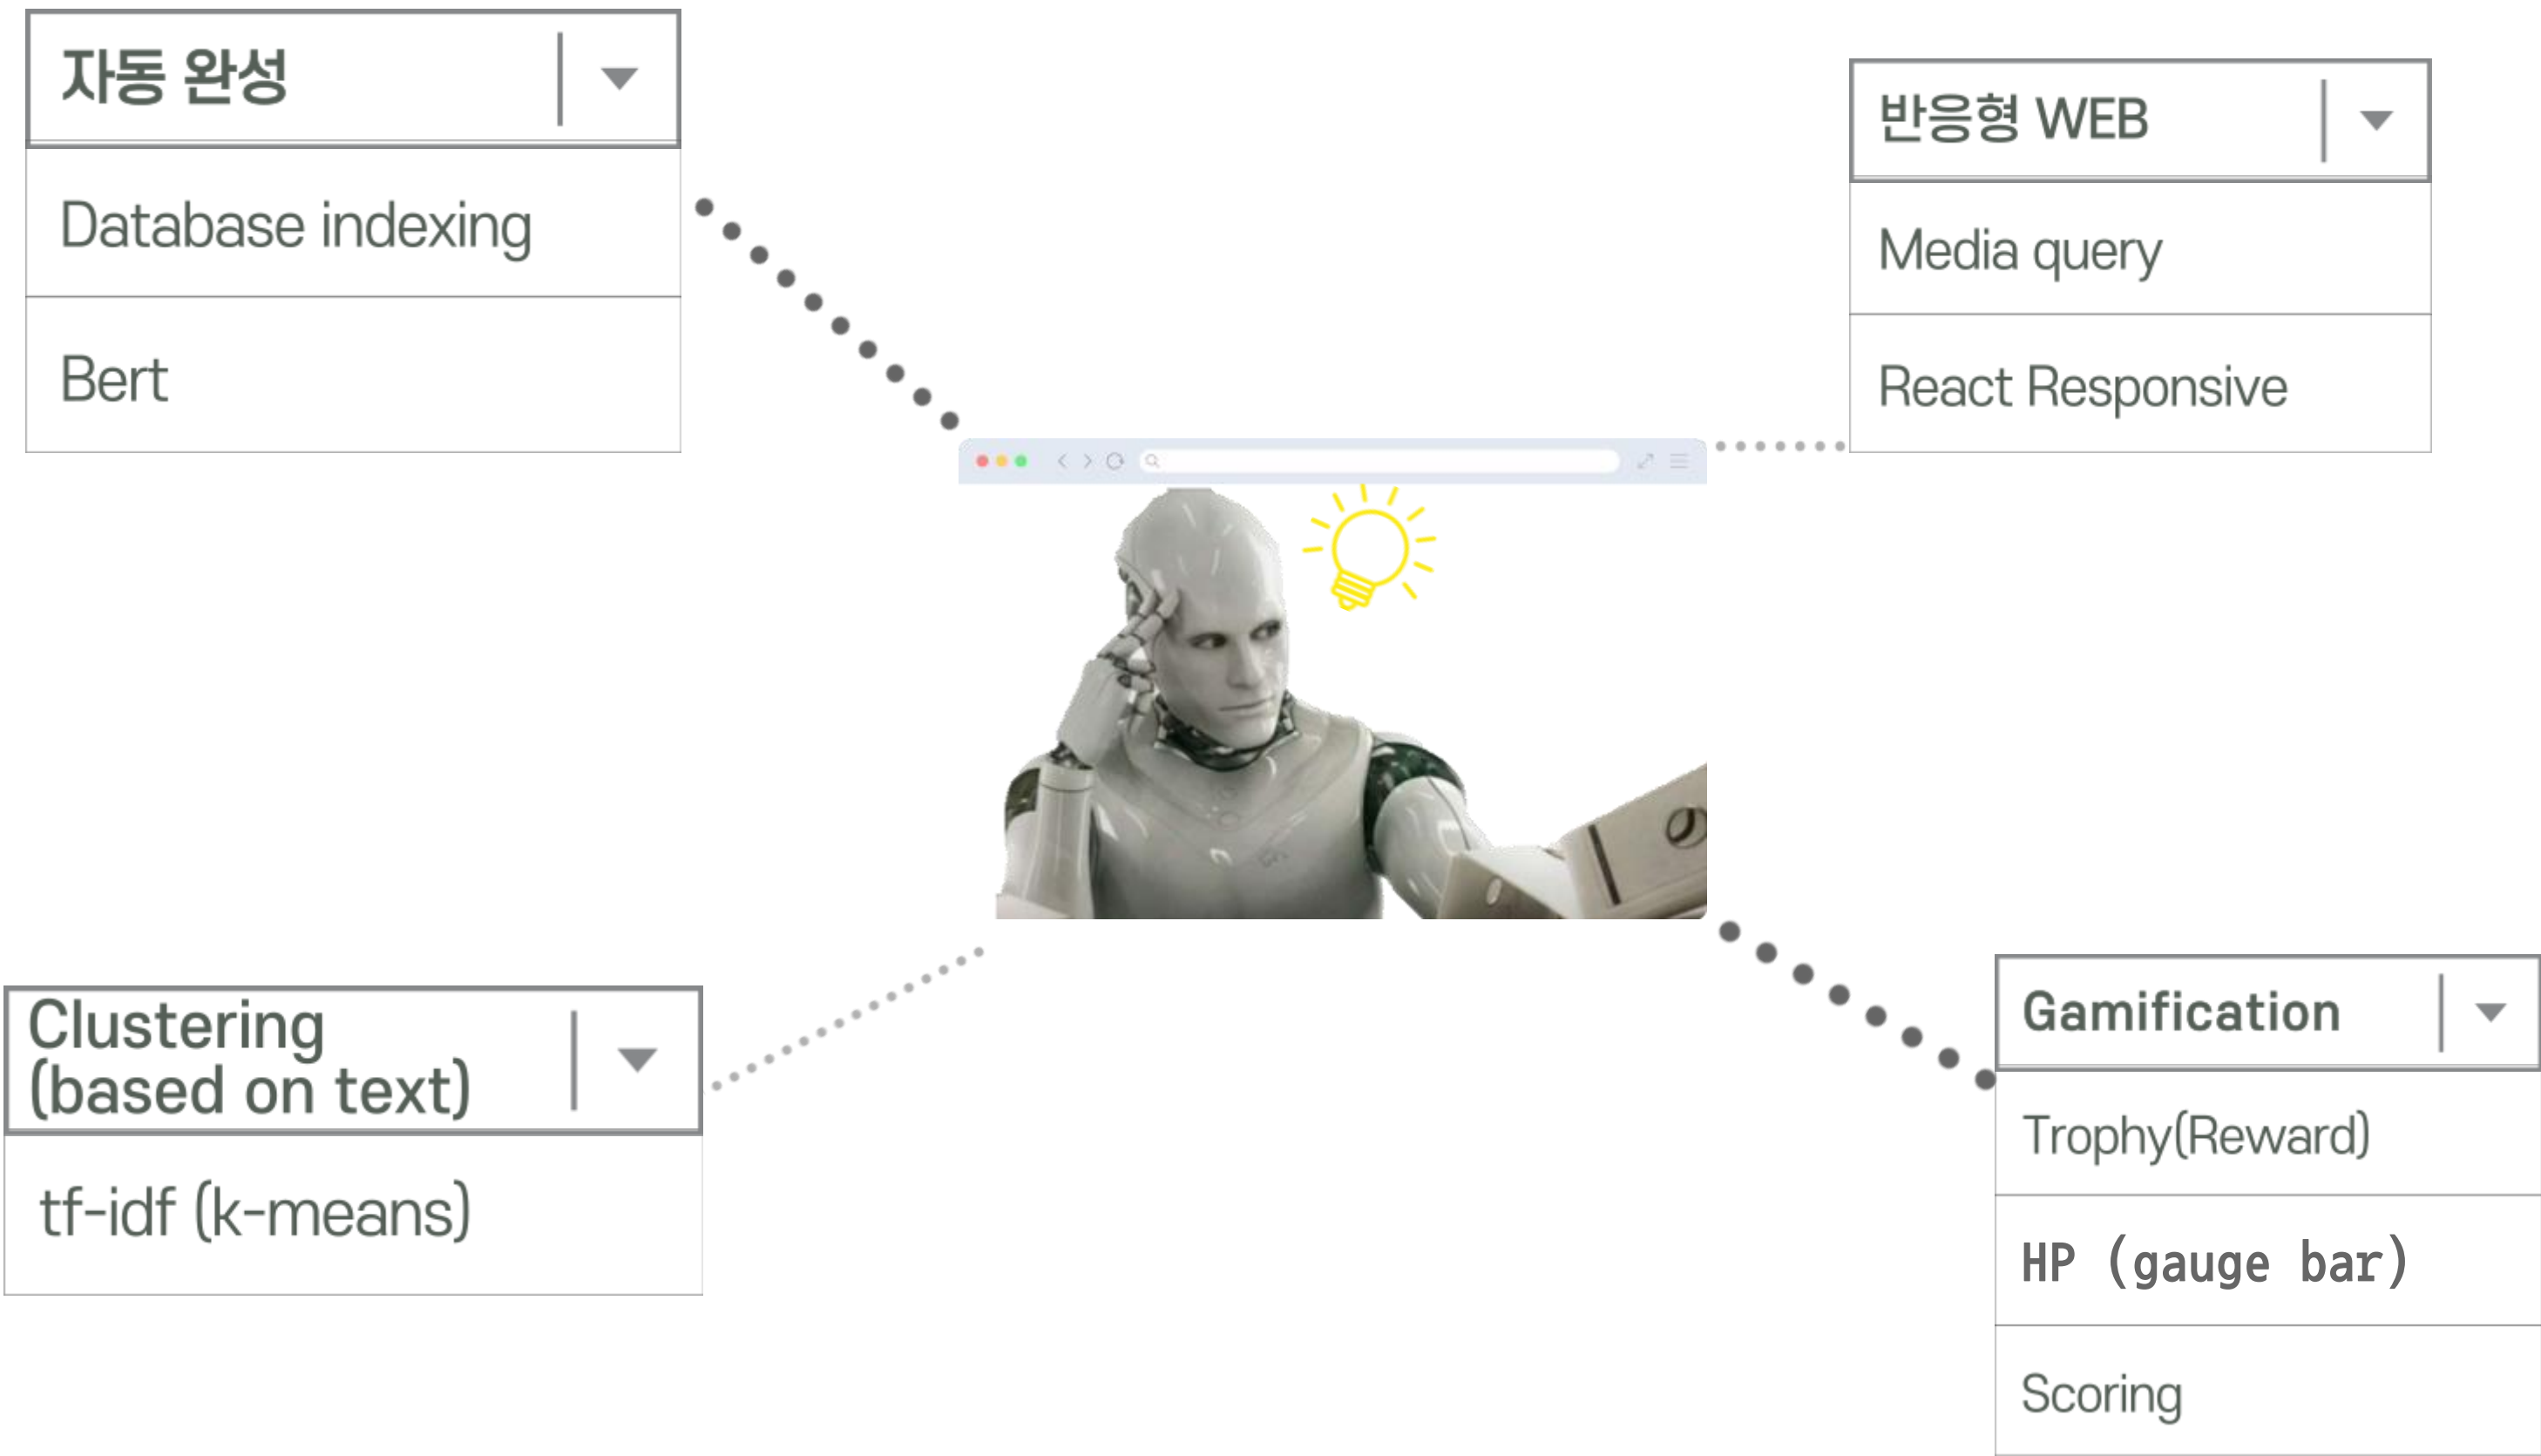 자동 완성
Database indexing
Bert
반응형 WEB
Media query
React Responsive
Clustering
(based on text)
tf-idf (k-means)
Gamification
Trophy(Reward)
HP (gauge bar)
Scoring